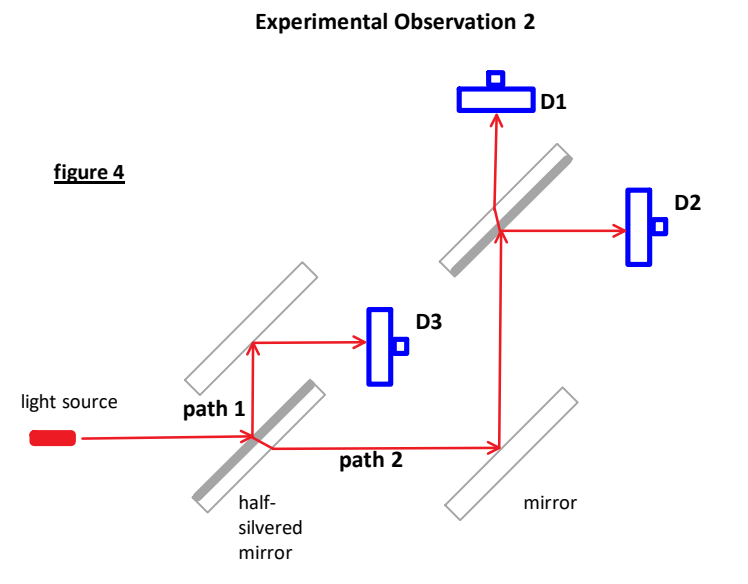 Experimental Observation 2
D1
figure 4
D2
D3
light source
path 1
path 2
half-
silvered
mirror
mirror